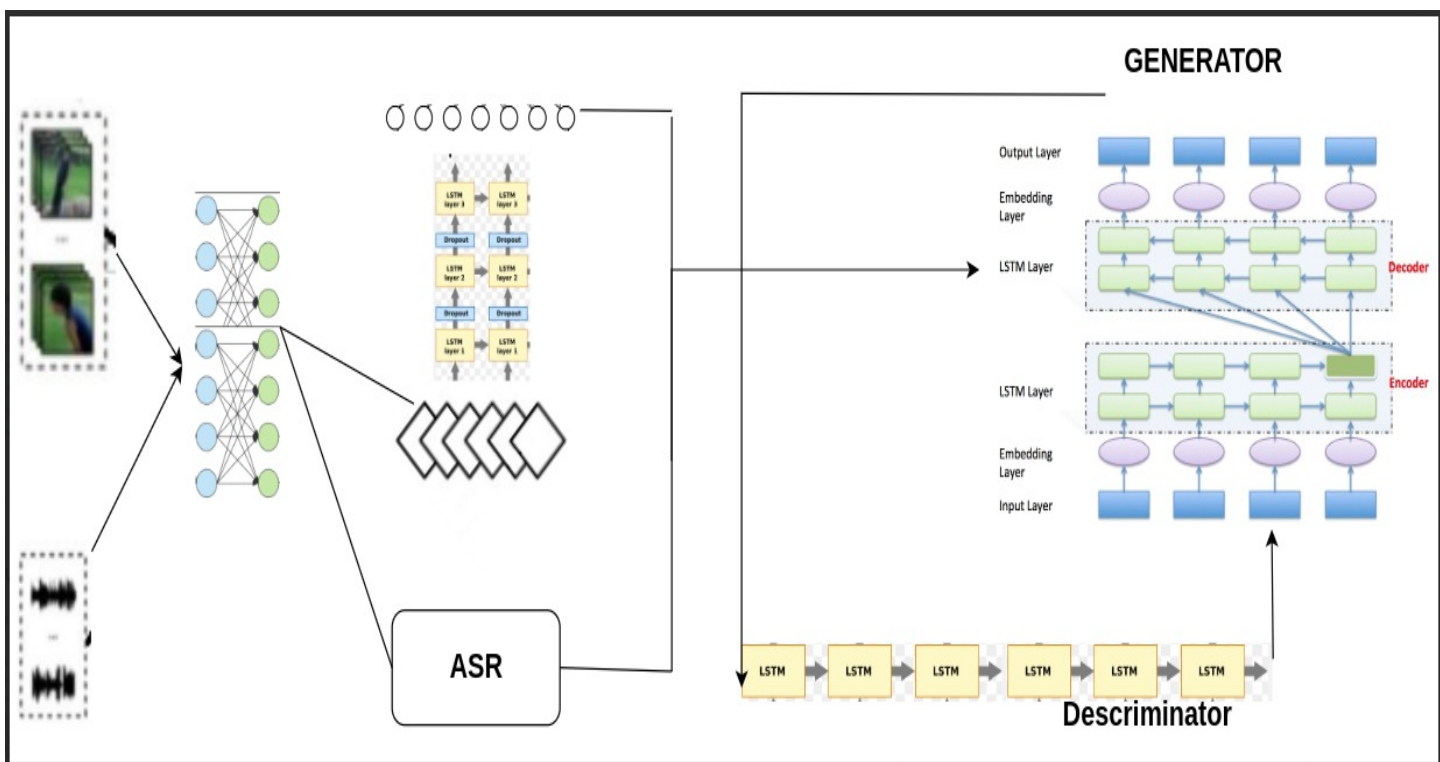 GENERATOR
Output Layer
Embedding
Layer
LSTM Layer
Decoder
LSTM Layer
Encoder
Embedding
Layer
Input Layer
LSTM
layer 3
LSTM
layer 3
Dropout
Dropout
LSTM
layer 2
LSTM
layer 2
Dropout
Dropout
LSTM
layer 1
LSTM
layer 1
ASR
LSTM
LSTM
LSTM
LSTM
LSTM
LSTM
Descriminator